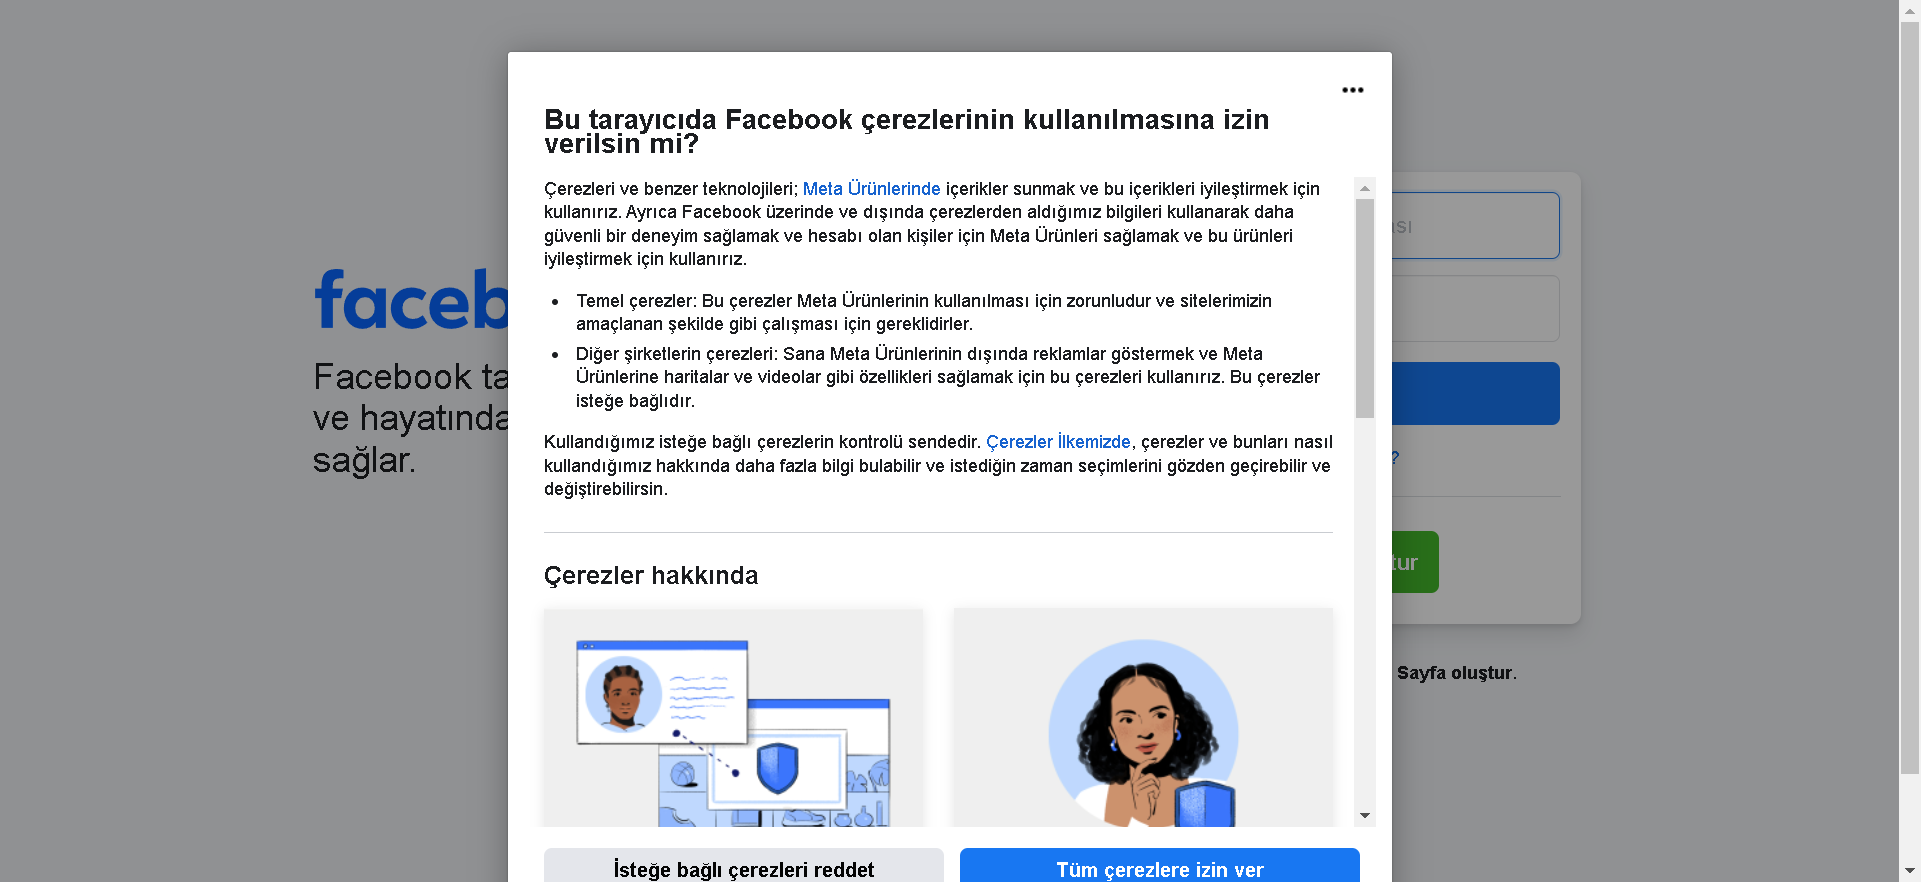 Bu tarayıcıda Facebook çerezlerinin kullanılmasına izin
verilsin mi?
Çerezleri ve benzer teknolojileri; Meta Ürünlerinde içerikler sunmak ve bu içerikleri iyileştirmek için
kullanırız. Ayrıca Facebook üzerinde ve dışında çerezlerden aldığımız bilgileri kullanarak daha
güvenli bir deneyim sağlamak ve hesabı olan kişiler için Meta Ürünleri sağlamak ve bu ürünleri
iyileştirmek için kullanırız.
• Temel çerezler: Bu çerezler Meta Ürünlerinin kullanılması için zorunludur ve sitelerimizin
amaçlanan şekilde gibi çalışması için gereklidirler.
• Diğer şirketlerin çerezleri: Sana Meta Ürünlerinin dışında reklamlar göstermek ve Meta
Ürünlerine haritalar ve videolar gibi özellikleri sağlamak için bu çerezleri kullanırız. Bu çerezler
isteğe bağlıdır.
Kullandığımız isteğe bağlı çerezlerin kontrolü sendedir. Çerezler İlkemizde, çerezler ve bunları nasıl
kullandığımız hakkında daha fazla bilgi bulabilir ve istediğin zaman seçimlerini gözden geçirebilir ve
değiştirebilirsin.
Çerezler hakkında
İsteğe bağlı çerezleri reddet
Tüm çerezlere izin ver
faceb
Facebook ta
ve hayatında
sağlar.
ası
?
tur
Sayfa oluştur.